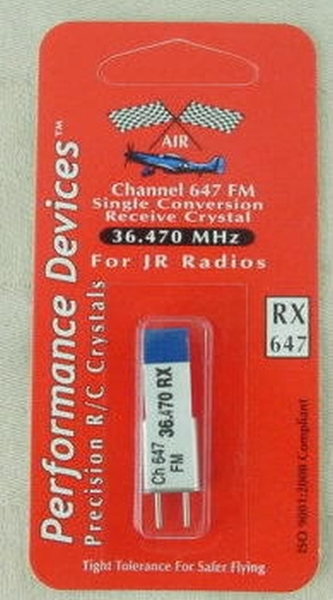 AIR
Channel 647 FM
Single Conversion
Receive Crystal
36.470 MHz
For JR Radios
Performance Devices™
Precision R/C Crystals
RX
647
Ch 647 36.470 RX
FM
ISO 9001:2000 Compliant
Tight Tolerance For Safer Flying